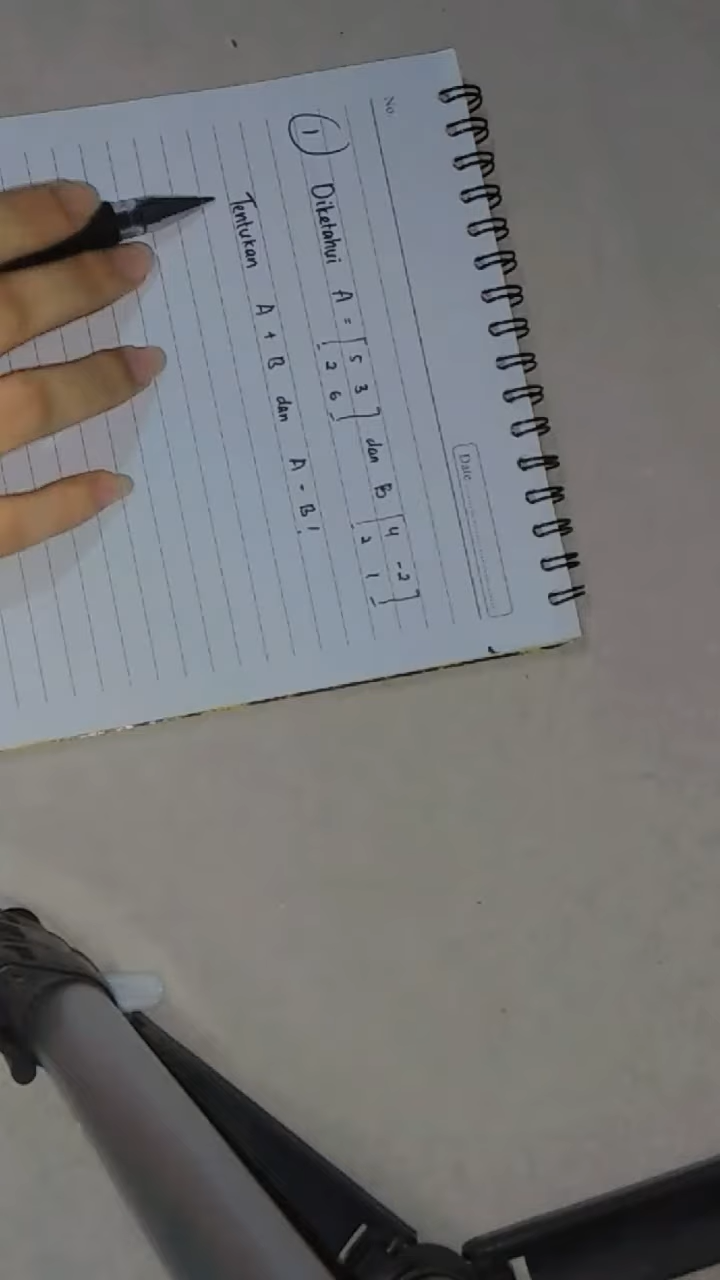 No.
Date
① Diketahui A = [5 3
2 6] dan B [4 -2
2 1]
Tentukan A + B dan A - B!